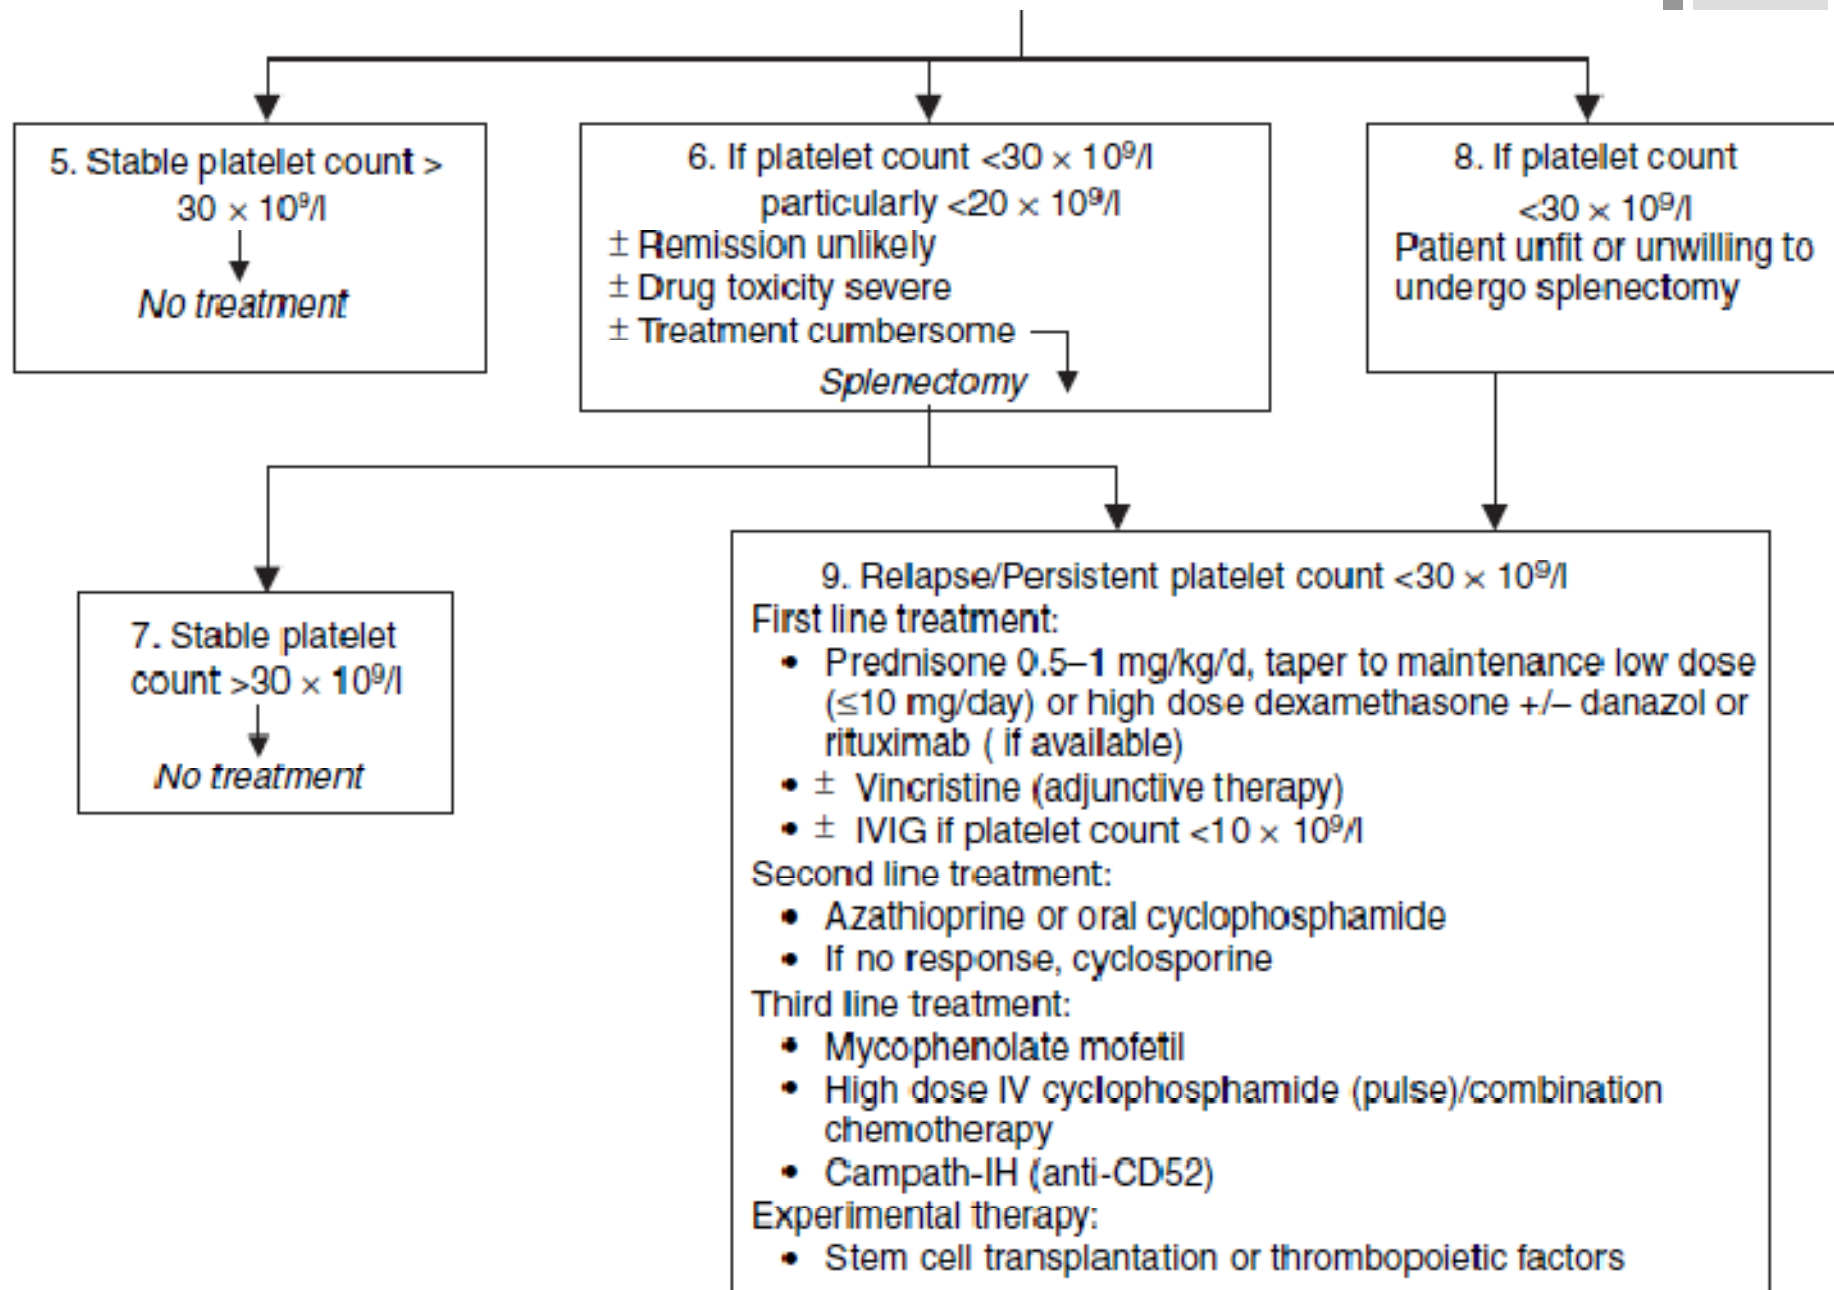 5. Stable platelet count >
30 × 10⁹/l
No treatment
6. If platelet count <30 × 10⁹/l
particularly <20 × 10⁹/l
± Remission unlikely
± Drug toxicity severe
± Treatment cumbersome
Splenectomy
8. If platelet count
<30 × 10⁹/l
Patient unfit or unwilling to
undergo splenectomy
7. Stable platelet
count >30 × 10⁹/l
No treatment
9. Relapse/Persistent platelet count <30 × 10⁹/l
First line treatment:
• Prednisone 0.5–1 mg/kg/d, taper to maintenance low dose
(≤10 mg/day) or high dose dexamethasone +/– danazol or
rituximab ( if available)
• ± Vincristine (adjunctive therapy)
• ± IVIG if platelet count <10 × 10⁹/l
Second line treatment:
• Azathioprine or oral cyclophosphamide
• If no response, cyclosporine
Third line treatment:
• Mycophenolate mofetil
• High dose IV cyclophosphamide (pulse)/combination
chemotherapy
• Campath-IH (anti-CD52)
Experimental therapy:
• Stem cell transplantation or thrombopoietic factors